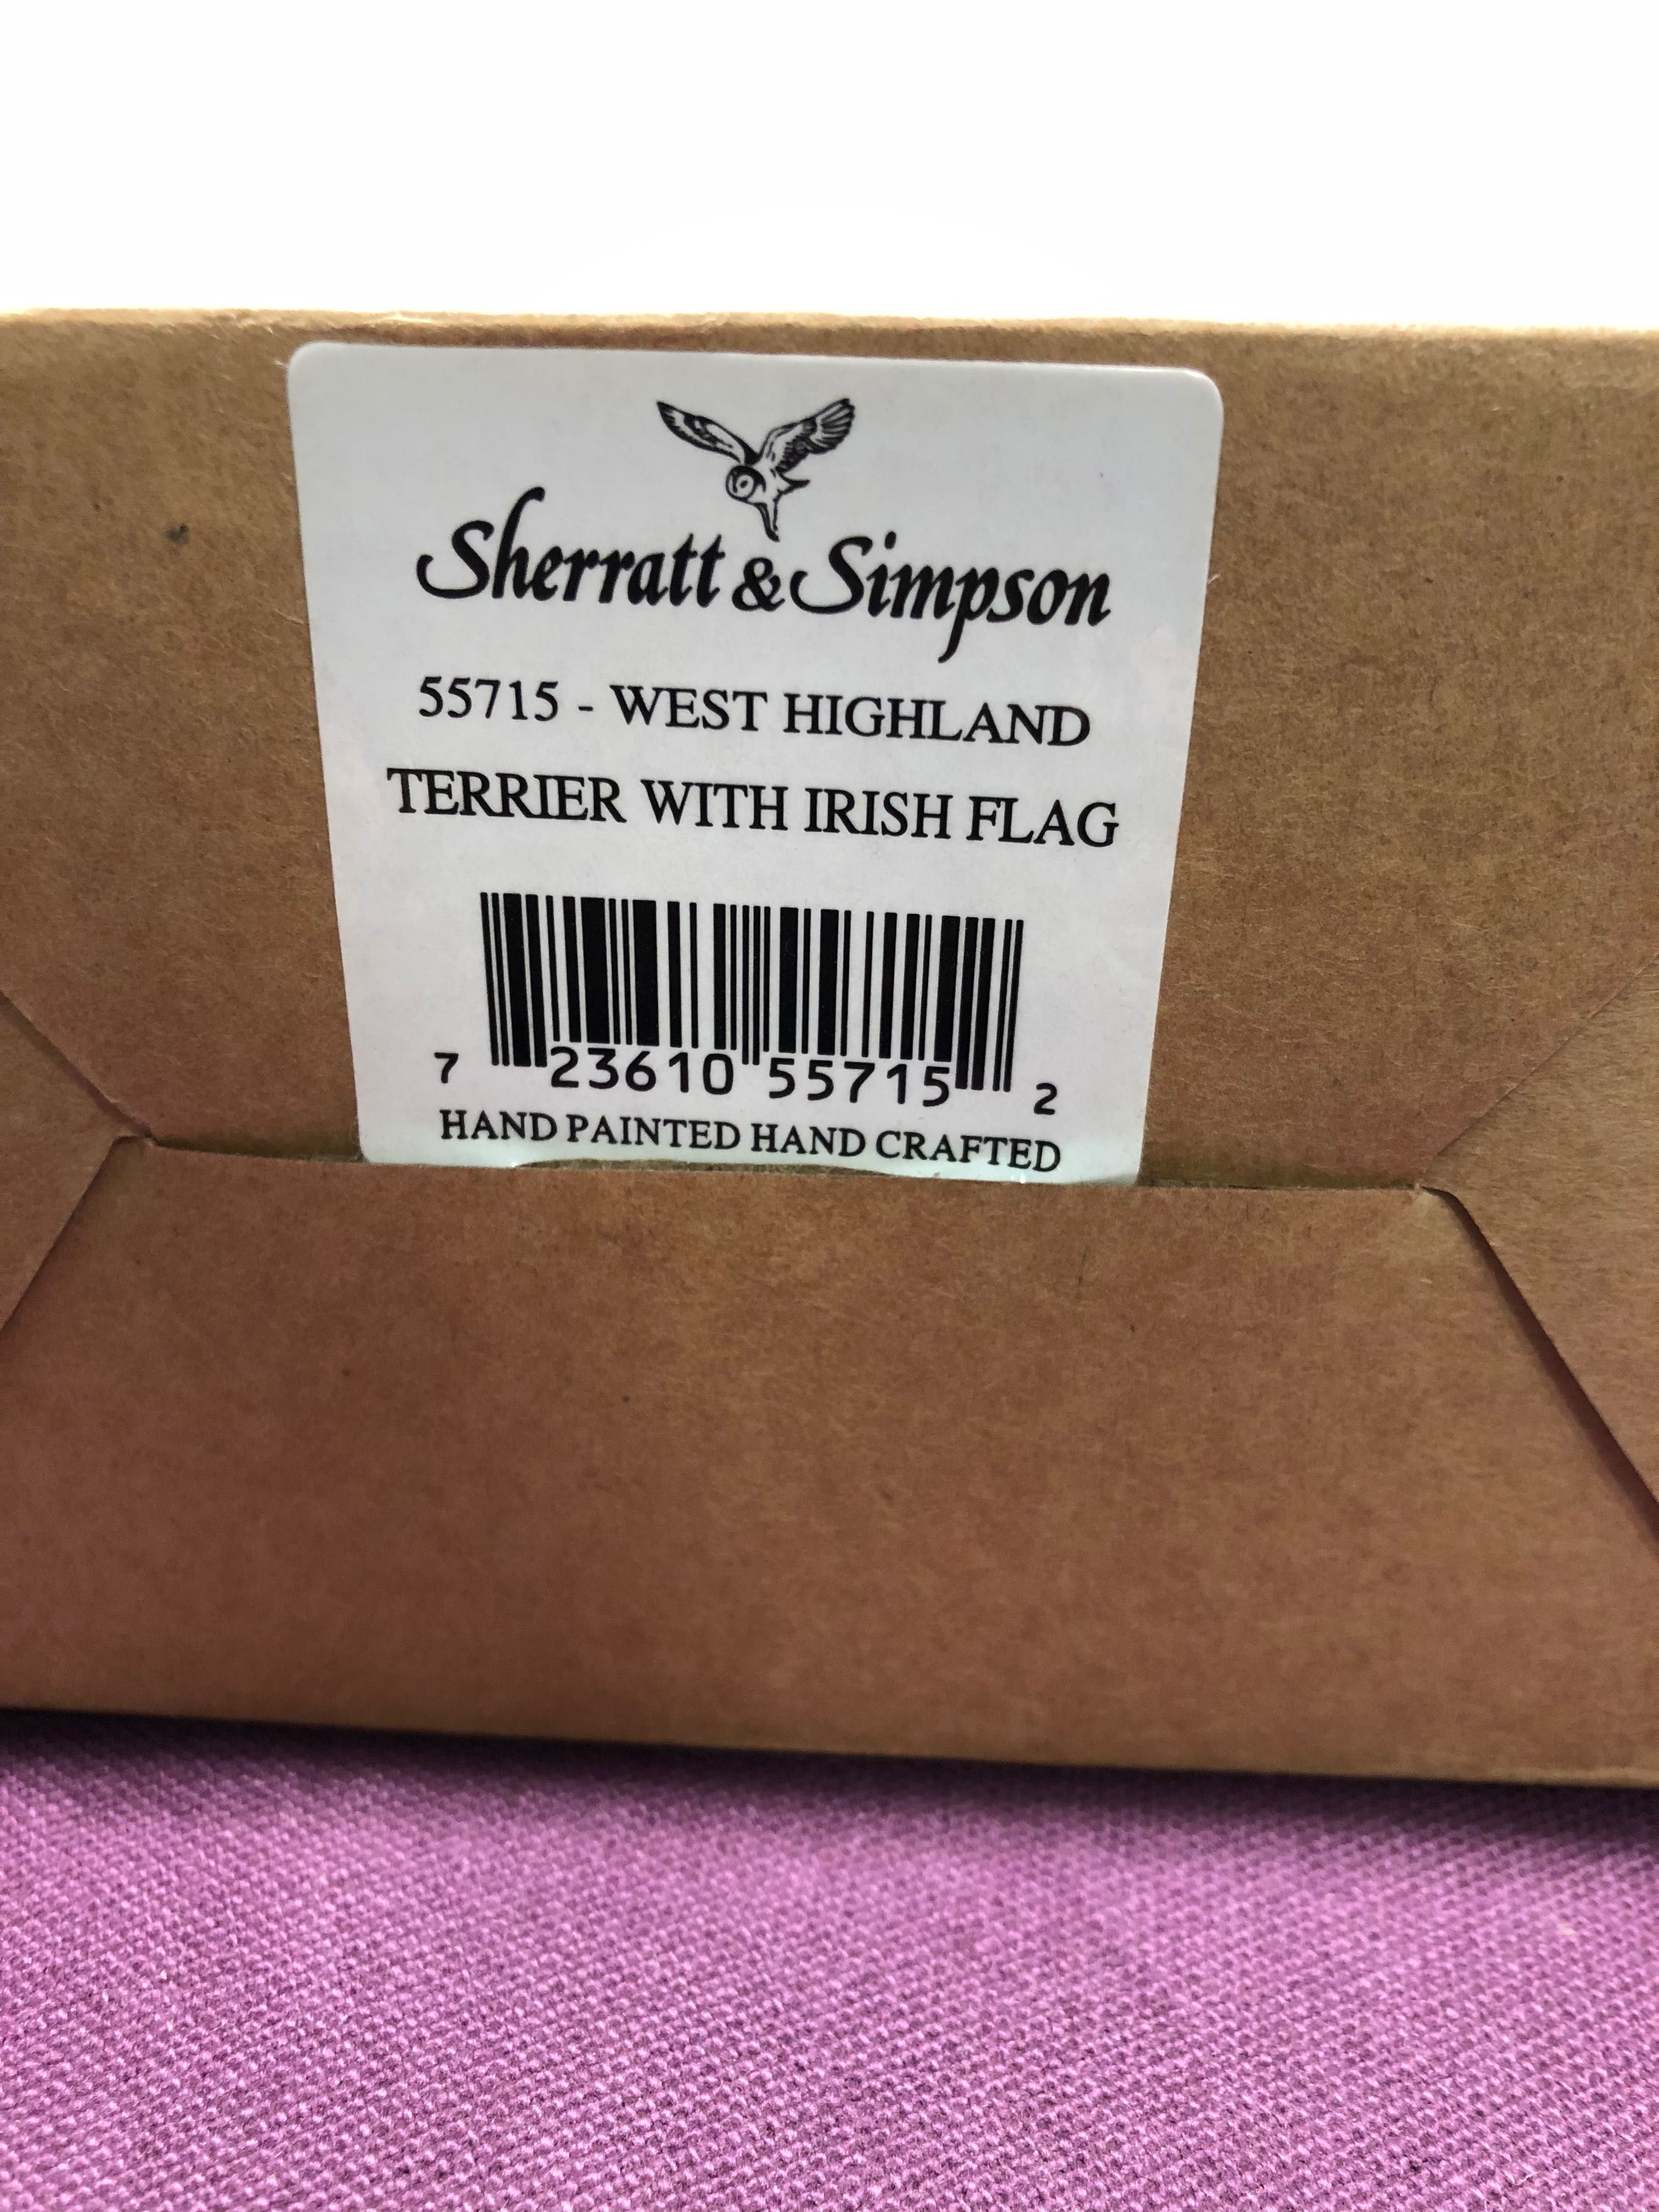 Sherratt & Simpson
55715 - WEST HIGHLAND
TERRIER WITH IRISH FLAG
7 23610 55715 2
HAND PAINTED HAND CRAFTED